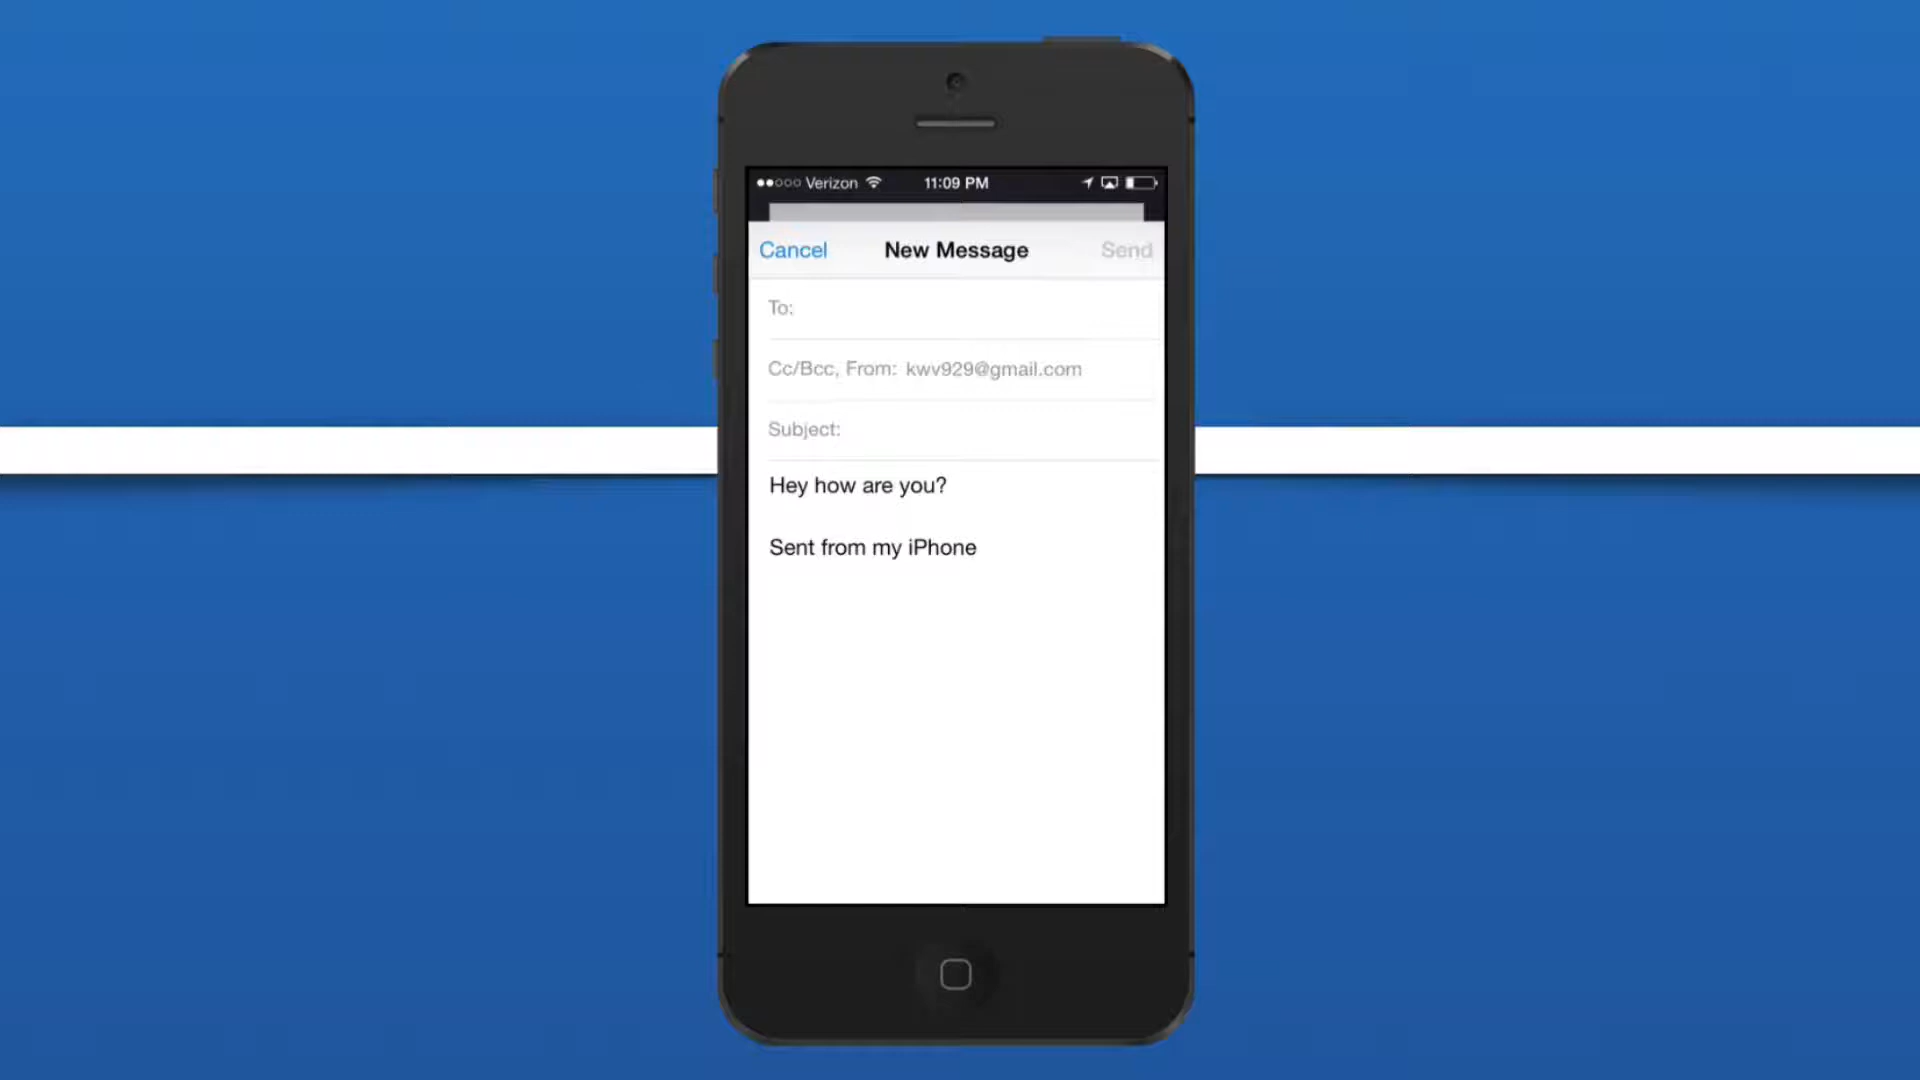 Verizon 11:09 PM
Cancel New Message Send
To:
Cc/Bcc, From: kwv929@gmail.com
Subject:
Hey how are you?
Sent from my iPhone